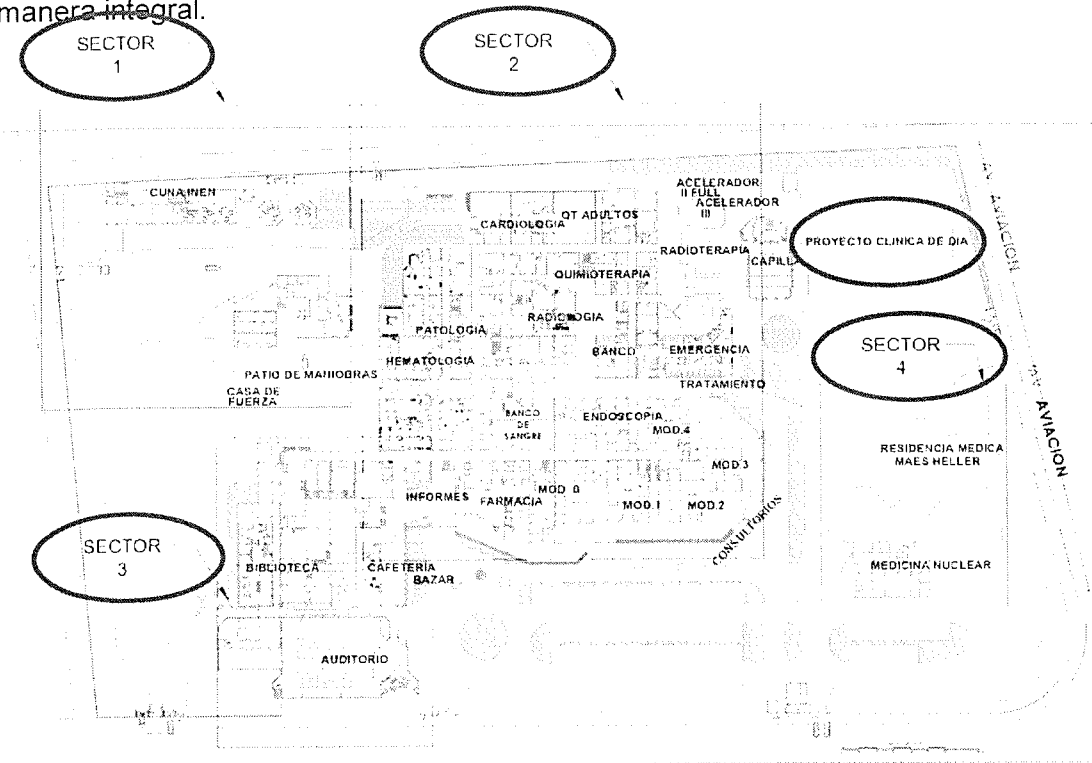 manera integral.
SECTOR
1
SECTOR
2
CUNA INEN
ACELERADOR
II FULL
ACELERADOR
III
QT ADULTOS
CARDIOLOGIA
RADIOTERAPIA
CAPILLA
PROYECTO CLINICA DE DIA
AV AVIACION
QUIMIOTERAPIA
RADIOLOGIA
PATOLOGIA
HEMATOLOGIA
BANCO
EMERGENCIA
SECTOR
4
TRATAMIENTO
PATIO DE MANIOBRAS
CASA DE
FUERZA
BANCO
DE
SANGRE
ENDOSCOPIA
MOD.4
AV AVIACION
RESIDENCIA MEDICA
MAES HELLER
MOD.3
INFORMES
FARMACIA
MOD. B
MOD.1
MOD.2
CONSULTORIOS
SECTOR
3
BIBLIOTECA
CAFETERÍA
BAZAR
MEDICINA NUCLEAR
AUDITORIO